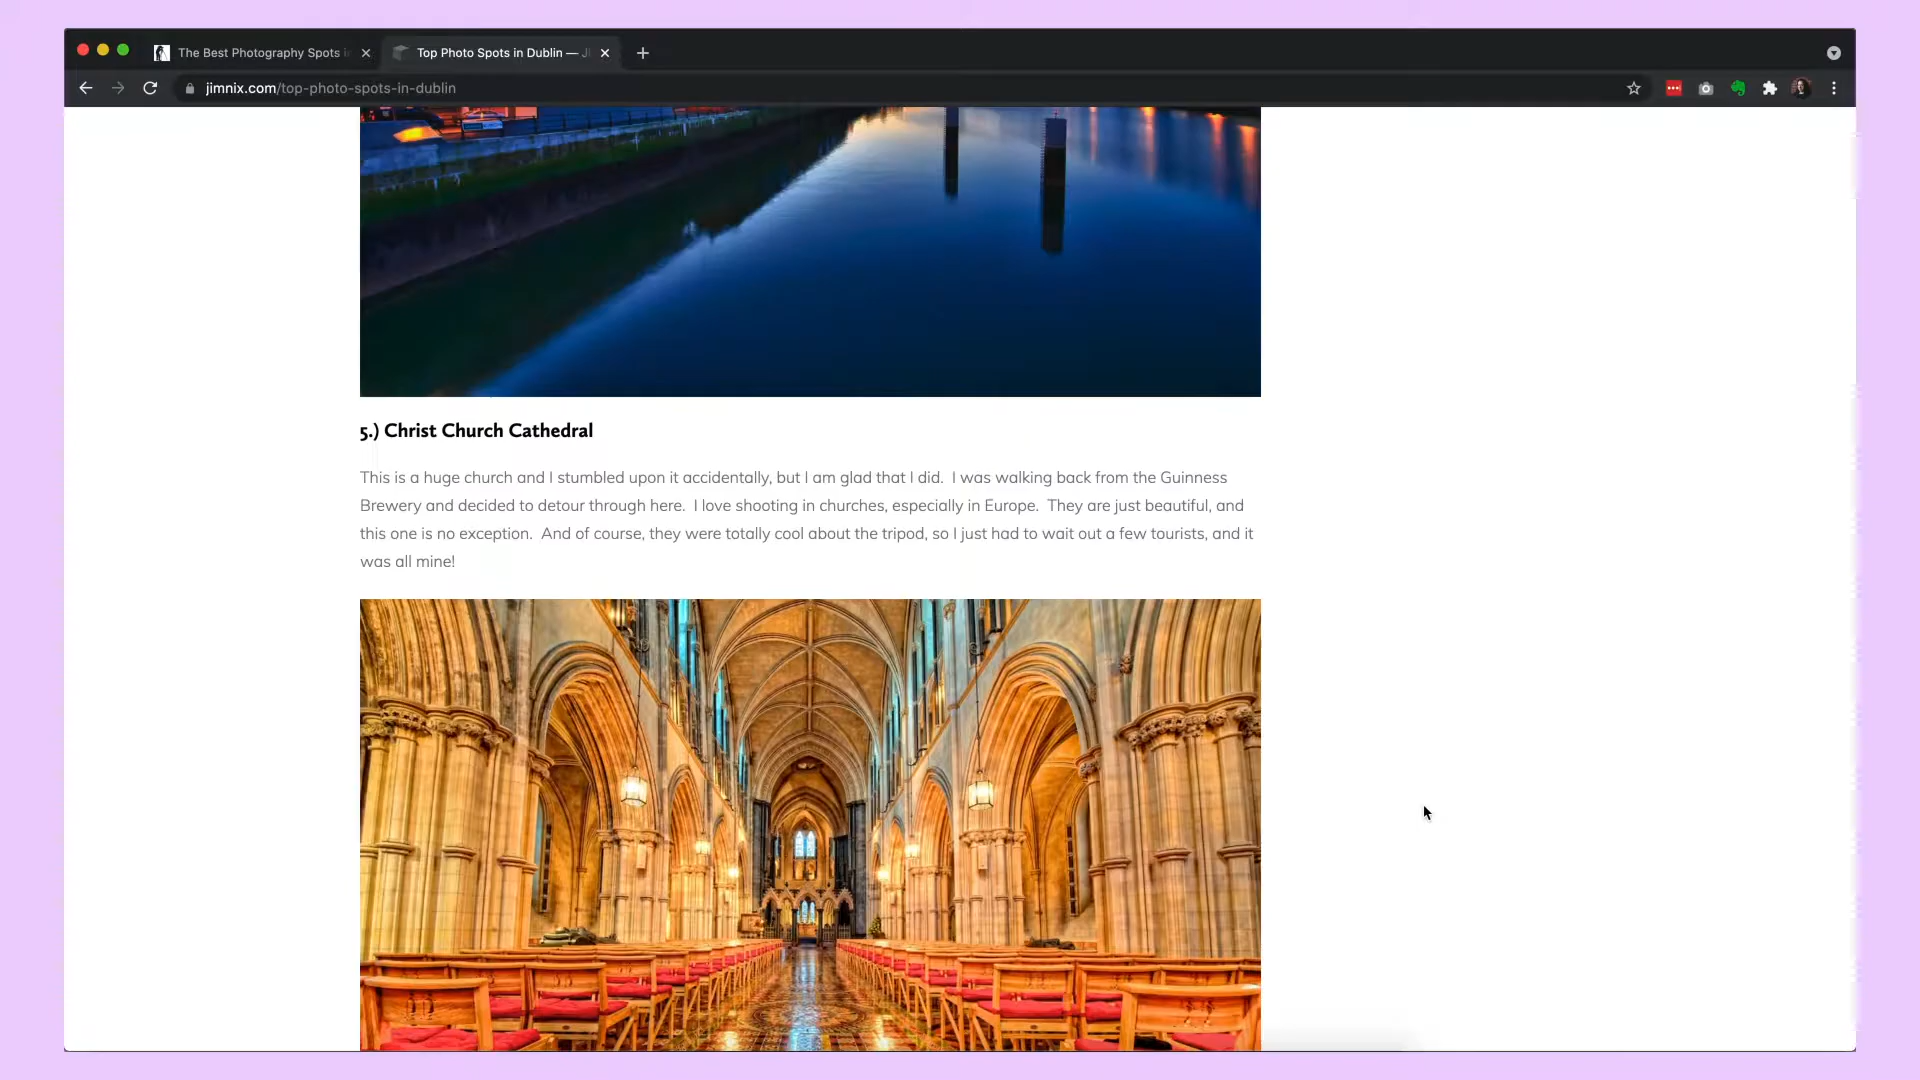 The Best Photography Spots i
Top Photo Spots in Dublin — J
jimnix.com/top-photo-spots-in-dublin
5.) Christ Church Cathedral
This is a huge church and I stumbled upon it accidentally, but I am glad that I did. I was walking back from the Guinness
Brewery and decided to detour through here. I love shooting in churches, especially in Europe. They are just beautiful, and
this one is no exception. And of course, they were totally cool about the tripod, so I just had to wait out a few tourists, and it
was all mine!